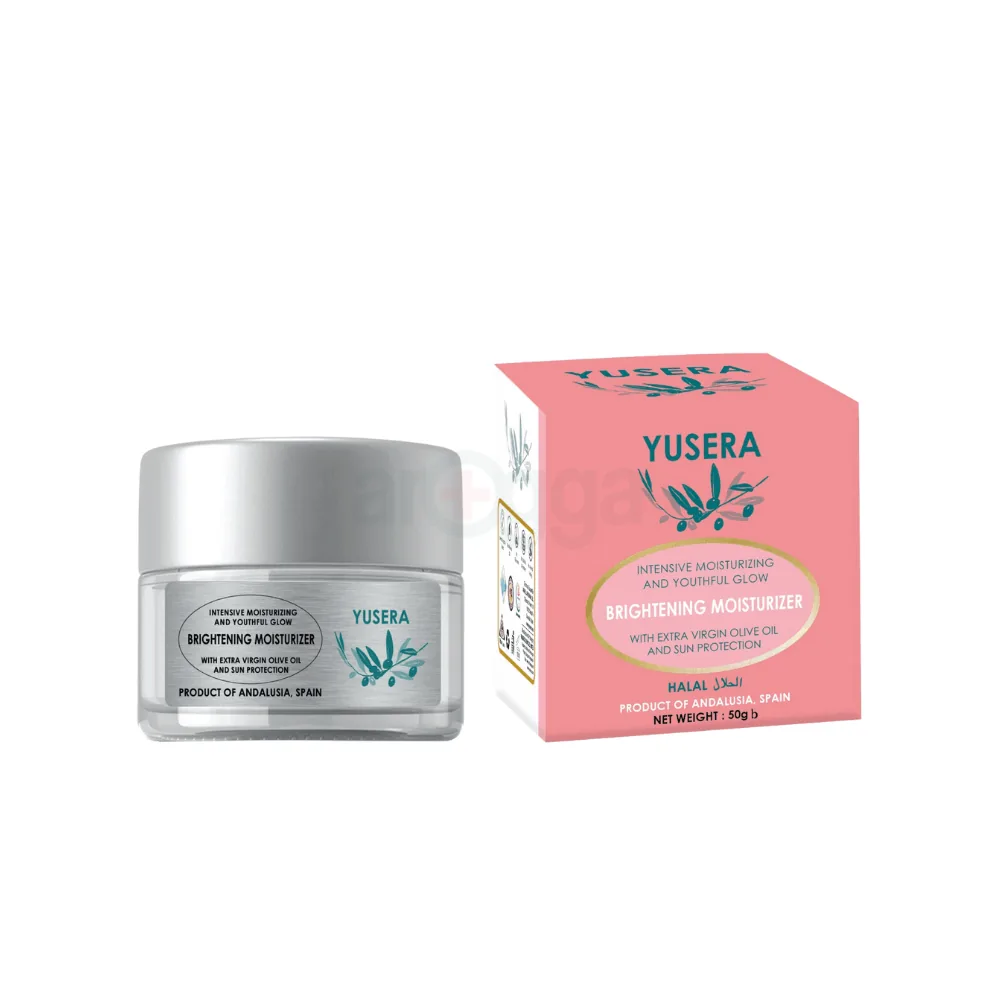 INTENSIVE MOISTURIZING
AND YOUTHFUL GLOW
BRIGHTENING MOISTURIZER
WITH EXTRA VIRGIN OLIVE OIL
AND SUN PROTECTION
PRODUCT OF ANDALUSIA, SPAIN
YUSERA
YUSERA
YUSERA
INTENSIVE MOISTURIZING
AND YOUTHFUL GLOW
BRIGHTENING MOISTURIZER
WITH EXTRA VIRGIN OLIVE OIL
AND SUN PROTECTION
HALAL الحلال
PRODUCT OF ANDALUSIA, SPAIN
NET WEIGHT : 50g b